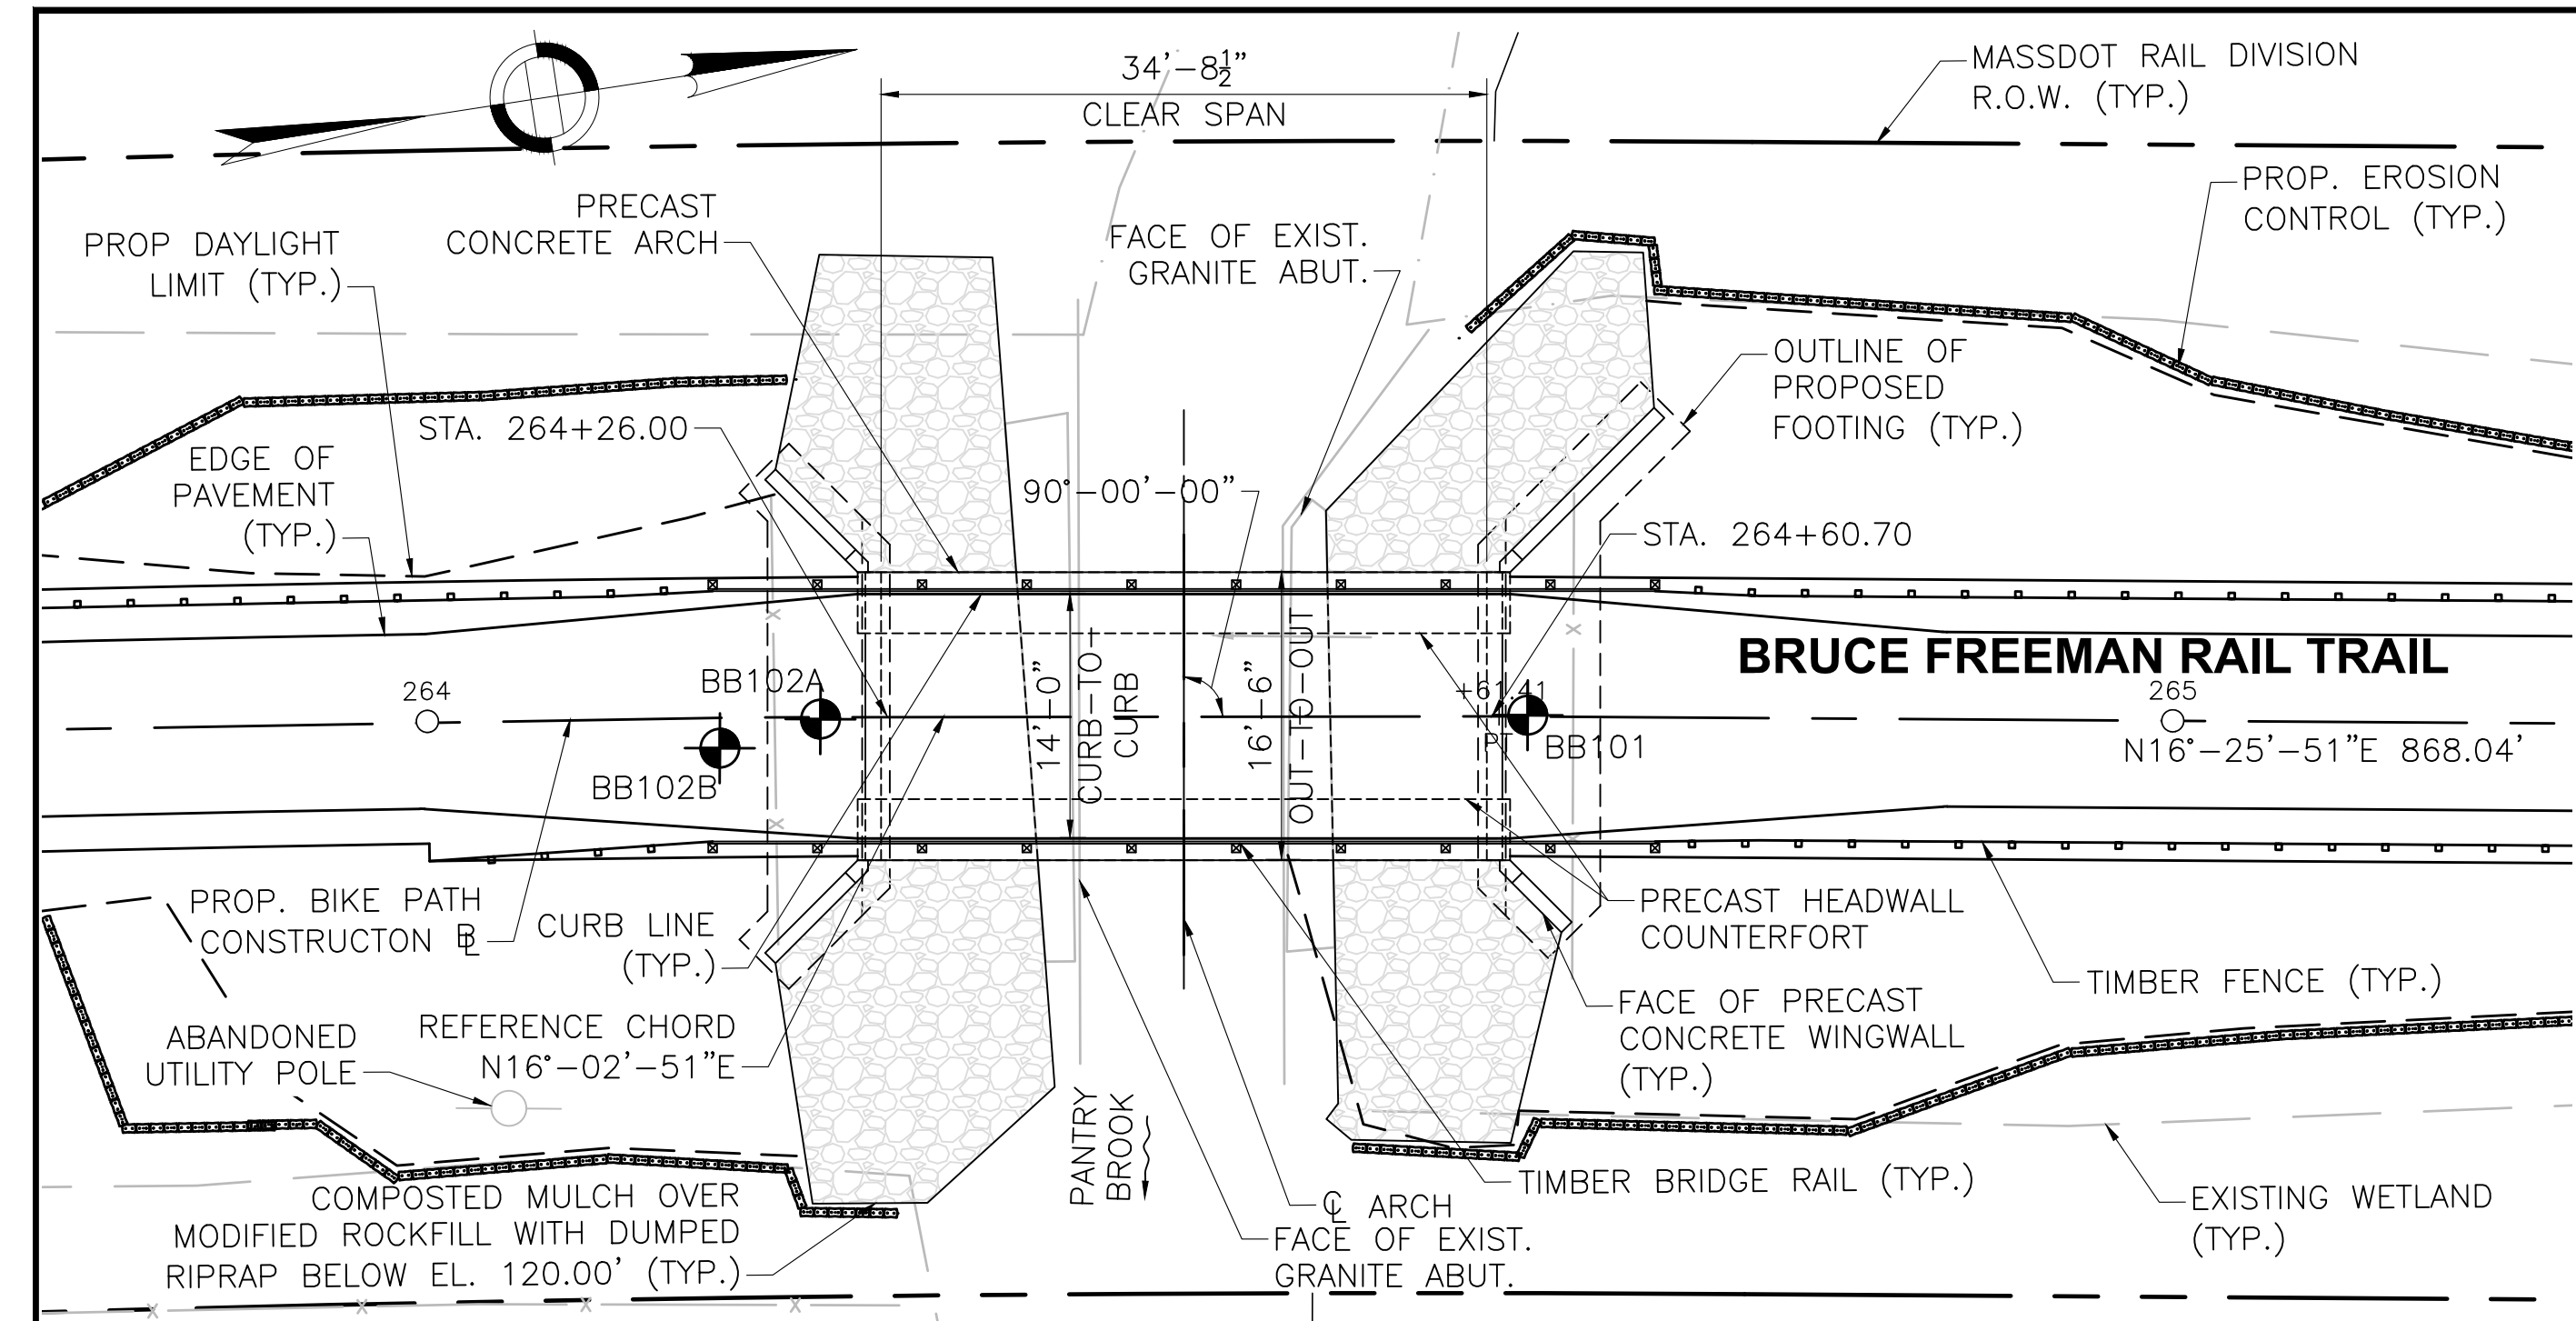 34'-8½"
CLEAR SPAN
MASSDOT RAIL DIVISION
R.O.W. (TYP.)
PROP. EROSION
CONTROL (TYP.)
PRECAST
CONCRETE ARCH
PROP DAYLIGHT
LIMIT (TYP.)
FACE OF EXIST.
GRANITE ABUT.
OUTLINE OF
PROPOSED
FOOTING (TYP.)
STA. 264+26.00
EDGE OF
PAVEMENT
(TYP.)
90°-00'-00"
STA. 264+60.70
BRUCE FREEMAN RAIL TRAIL
264
BB102A
14'-0"
CURB-TO-
CURB
16'-6"
OUT-TO-OUT
+61.41
PT
BB101
265
N16°-25'-51"E 868.04'
BB102B
PROP. BIKE PATH
CONSTRUCTON BL
CURB LINE
(TYP.)
PRECAST HEADWALL
COUNTERFORT
TIMBER FENCE (TYP.)
FACE OF PRECAST
CONCRETE WINGWALL
(TYP.)
ABANDONED
UTILITY POLE
REFERENCE CHORD
N16°-02'-51"E
PANTRY
BROOK
TIMBER BRIDGE RAIL (TYP.)
EXISTING WETLAND
(TYP.)
COMPOSTED MULCH OVER
MODIFIED ROCKFILL WITH DUMPED
RIPRAP BELOW EL. 120.00' (TYP.)
℄ ARCH
FACE OF EXIST.
GRANITE ABUT.